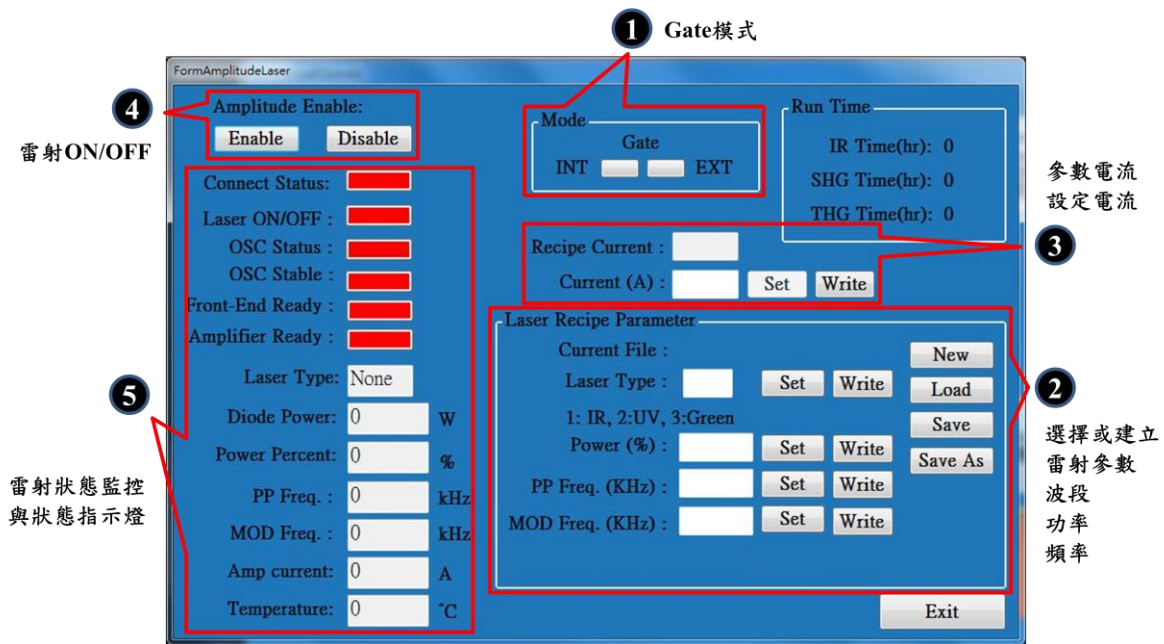 1 Gate模式
FormAmplitudeLaser
4
雷射ON/OFF
Amplitude Enable:
Enable Disable
Mode
Gate
INT EXT
Run Time
IR Time(hr): 0
SHG Time(hr): 0
THG Time(hr): 0
參數電流
設定電流
3
Recipe Current :
Current (A) : Set Write
Connect Status:
Laser ON/OFF :
OSC Status :
OSC Stable :
Front-End Ready :
Amplifier Ready :
Laser Type: None
Diode Power: 0 W
Power Percent: 0 %
PP Freq. : 0 kHz
MOD Freq. : 0 kHz
Amp current: 0 A
Temperature: 0 °C
5
雷射狀態監控
與狀態指示燈
Laser Recipe Parameter
Current File :
Laser Type : Set Write
1: IR, 2:UV, 3:Green
Power (%) : Set Write
PP Freq. (KHz) : Set Write
MOD Freq. (KHz) : Set Write
New
Load
Save
Save As
2
選擇或建立
雷射參數
波段
功率
頻率
Exit